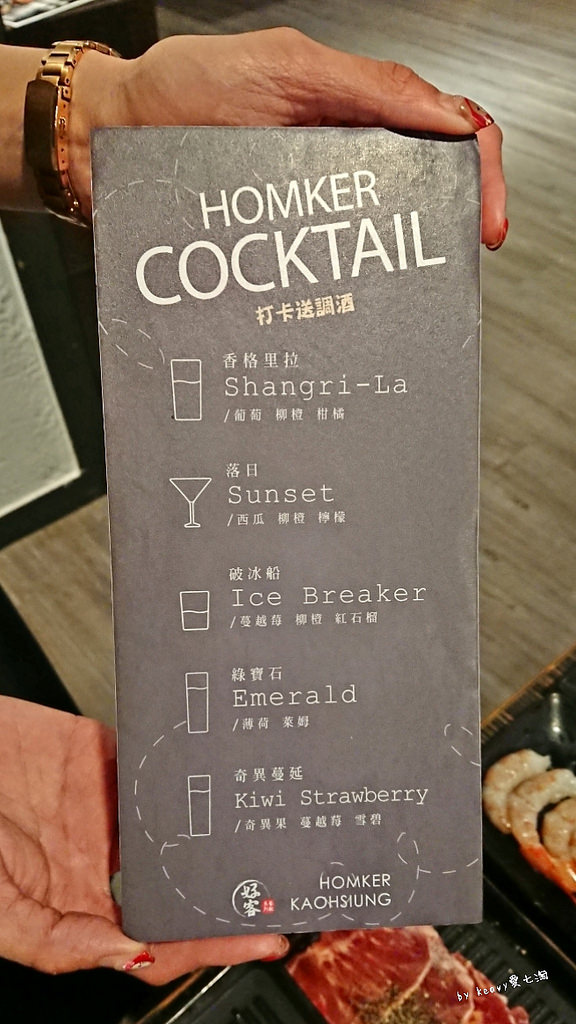 HOMKER
COCKTAIL
打卡送調酒
香格里拉
Shangri-La
/葡萄 柳橙 柑橘
落日
Sunset
/西瓜 柳橙 檸檬
破冰船
Ice Breaker
/蔓越莓 柳橙 紅石榴
綠寶石
Emerald
/薄荷 萊姆
奇異蔓延
Kiwi Strawberry
/奇異果 蔓越莓 雪碧
好客
HOMKER
KAOHSIUNG
by keavy愛七淘